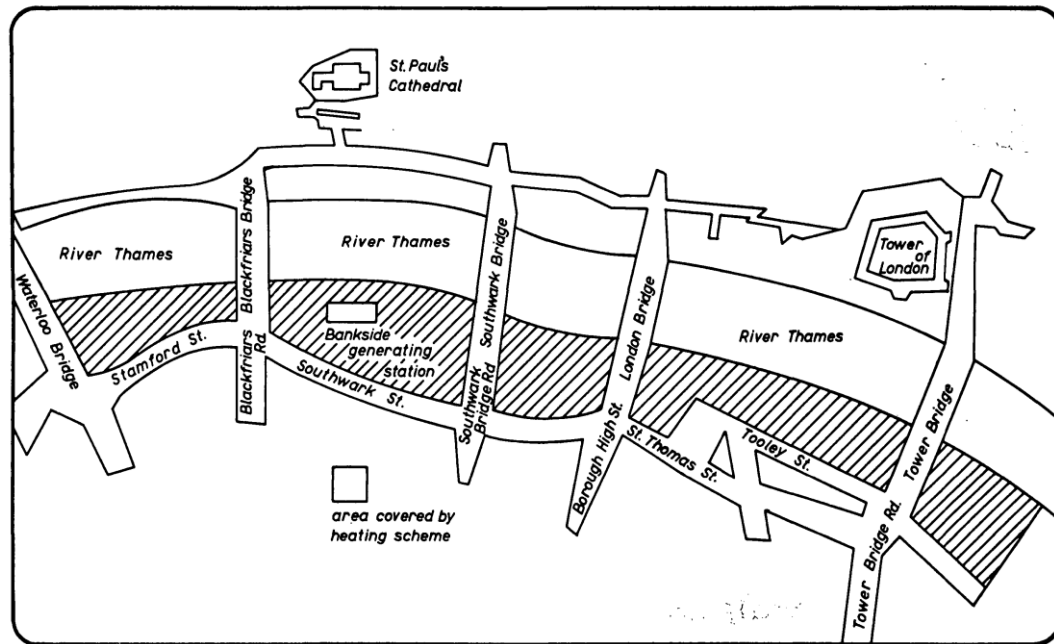 St. Paul's
Cathedral
River Thames
Blackfriars Bridge
River Thames
Southwark Bridge
London Bridge
Tower
of
London
River Thames
Waterloo Bridge
Stamford St.
Blackfriars
Rd.
Bankside
generating
station
Southwark St.
Southwark
Bridge Rd
Borough High St.
St. Thomas St.
Tooley St.
Tower Bridge
Tower Bridge Rd.
area covered by
heating scheme